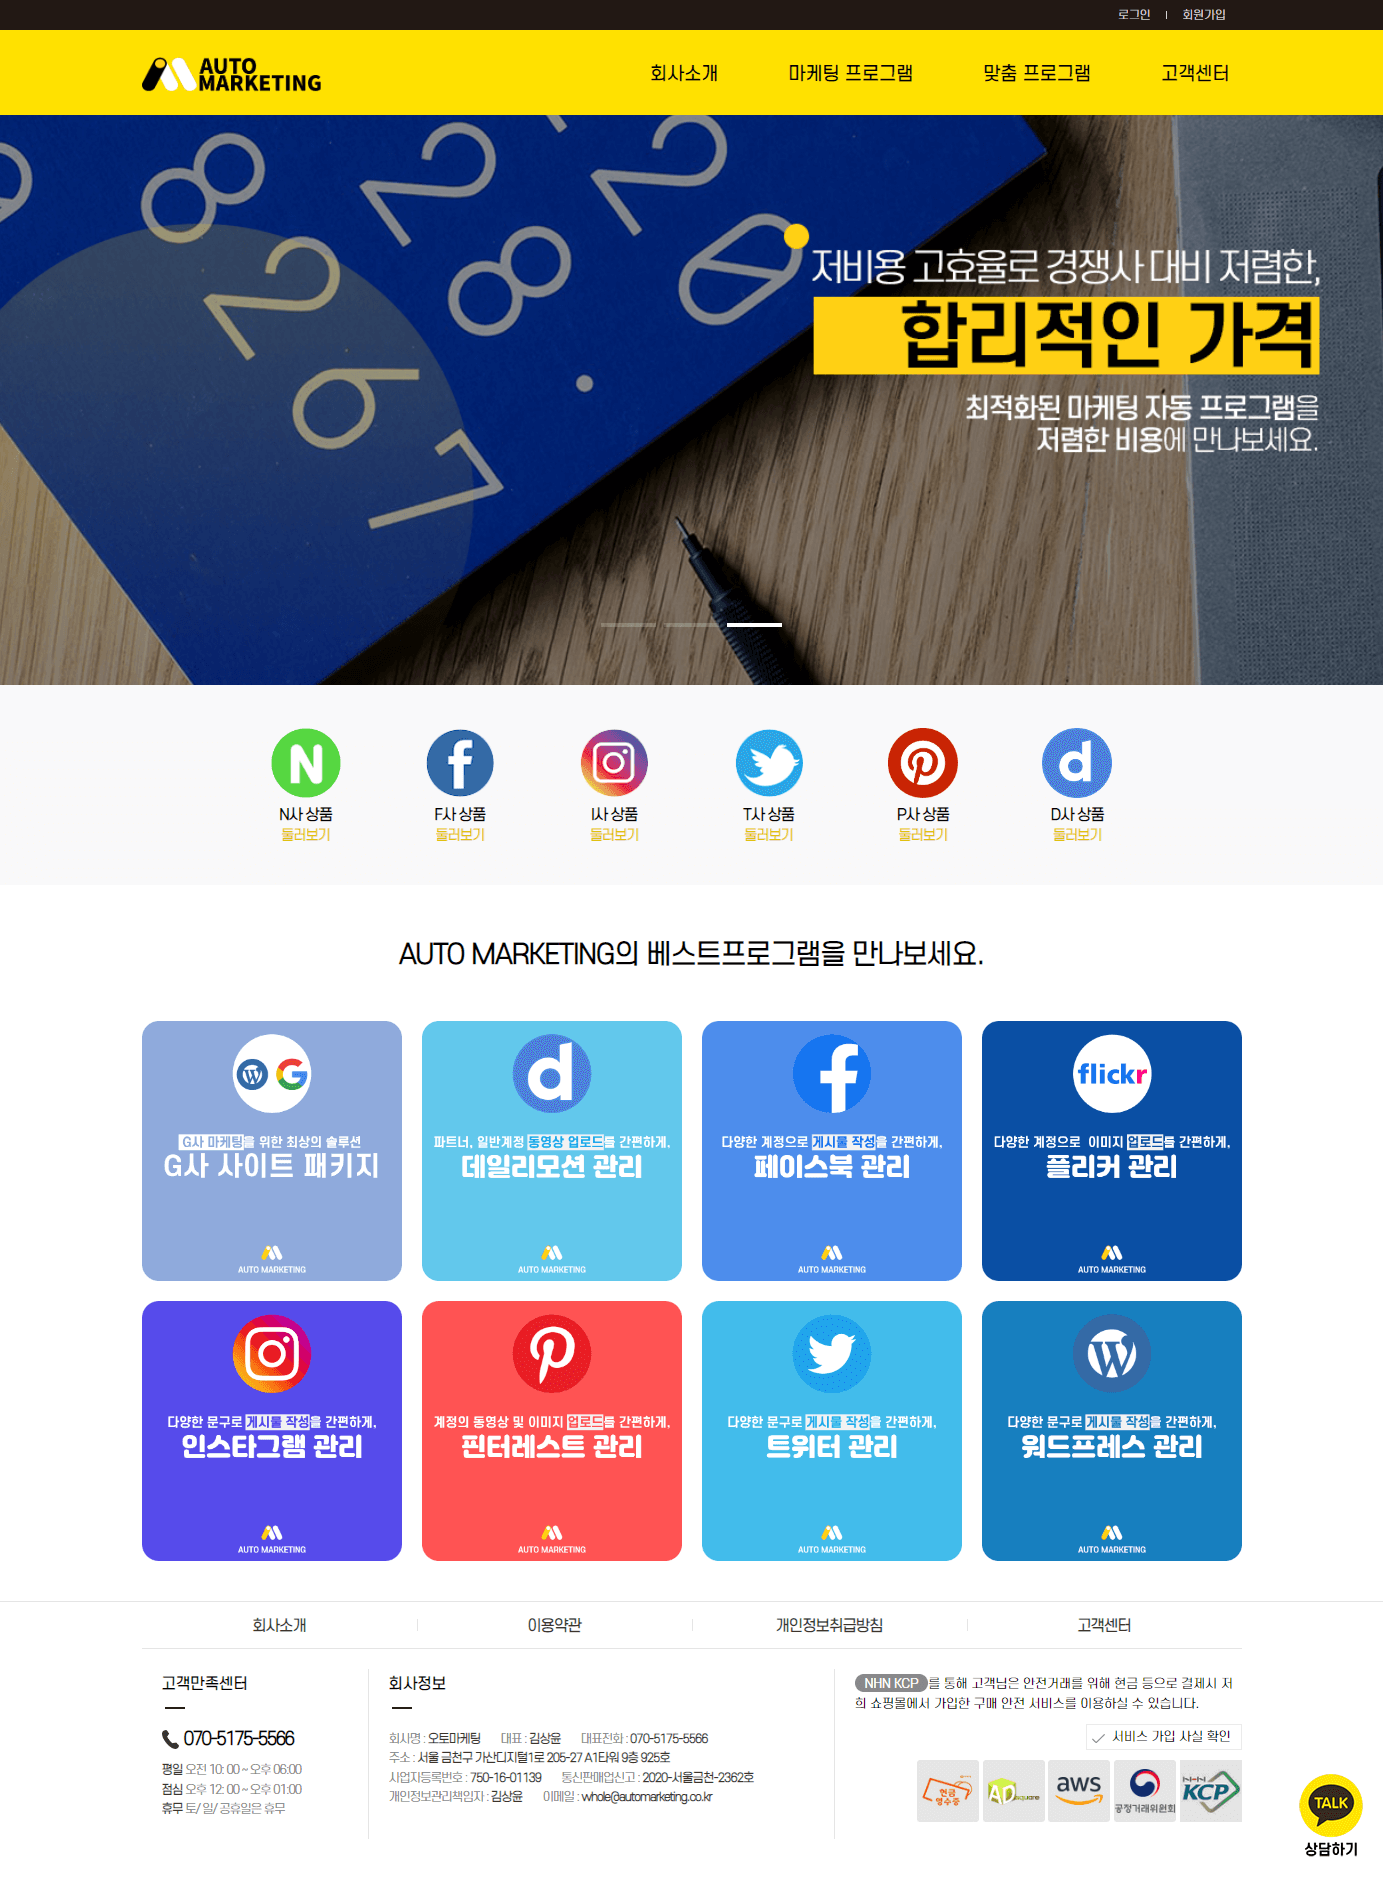 로그인 | 회원가입
AUTO
MARKETING
회사소개 마케팅 프로그램 맞춤 프로그램 고객센터
8 2 2
2 8 0
6
7
저비용 고효율로 경쟁사 대비 저렴한,
합리적인 가격
최적화된 마케팅 자동 프로그램을
저렴한 비용에 만나보세요.
N사 상품 F사 상품 I사 상품 T사 상품 P사 상품 D사 상품
둘러보기 둘러보기 둘러보기 둘러보기 둘러보기 둘러보기
AUTO MARKETING의 베스트프로그램을 만나보세요.
G사 마케팅을 위한 최상의 솔루션
G사 사이트 패키지
AUTO MARKETING
파트너, 일반계정 동영상 업로드를 간편하게,
데일리모션 관리
AUTO MARKETING
다양한 계정으로 게시물 작성을 간편하게,
페이스북 관리
AUTO MARKETING
flickr
다양한 계정으로 이미지 업로드를 간편하게,
플리커 관리
AUTO MARKETING
다양한 문구로 게시물 작성을 간편하게,
인스타그램 관리
AUTO MARKETING
계정의 동영상 및 이미지 업로드를 간편하게,
핀터레스트 관리
AUTO MARKETING
다양한 문구로 게시물 작성을 간편하게,
트위터 관리
AUTO MARKETING
다양한 문구로 게시물 작성을 간편하게,
워드프레스 관리
AUTO MARKETING
회사소개 이용약관 개인정보취급방침 고객센터
고객만족센터
070-5175-5566
평일 오전 10: 00 ~ 오후 06:00
점심 오후 12: 00 ~ 오후 01:00
휴무 토/ 일/ 공휴일은 휴무
회사정보
회사명 : 오토마케팅 대표 : 김상윤 대표전화 : 070-5175-5566
주소 : 서울 금천구 가산디지털1로 205-27 A1타워 9층 925호
사업자등록번호 : 750-16-01139 통신판매업신고 : 2020-서울금천-2362호
개인정보관리책임자 : 김상윤 이메일 : whole@automarketing.co.kr
NHN KCP를 통해 고객님은 안전거래를 위해 현금 등으로 결제시 저
희 쇼핑몰에서 가입한 구매 안전 서비스를 이용하실 수 있습니다.
서비스 가입 사실 확인
현금
영수증
AD square
aws
공정거래위원회
NHN
KCP
TALK
상담하기